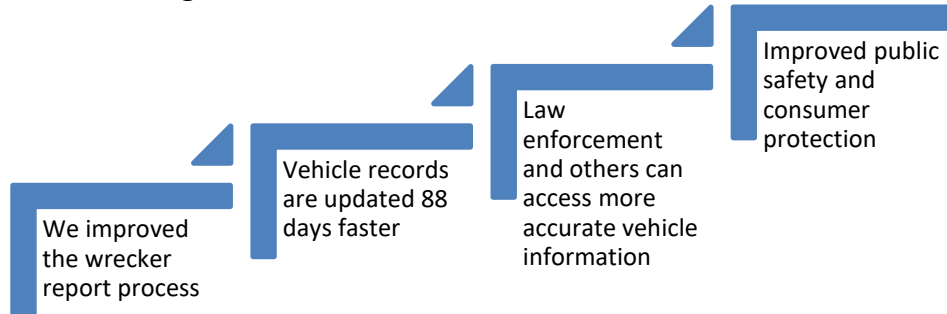 We improved
the wrecker
report process
Vehicle records
are updated 88
days faster
Law
enforcement
and others can
access more
accurate vehicle
information
Improved public
safety and
consumer
protection